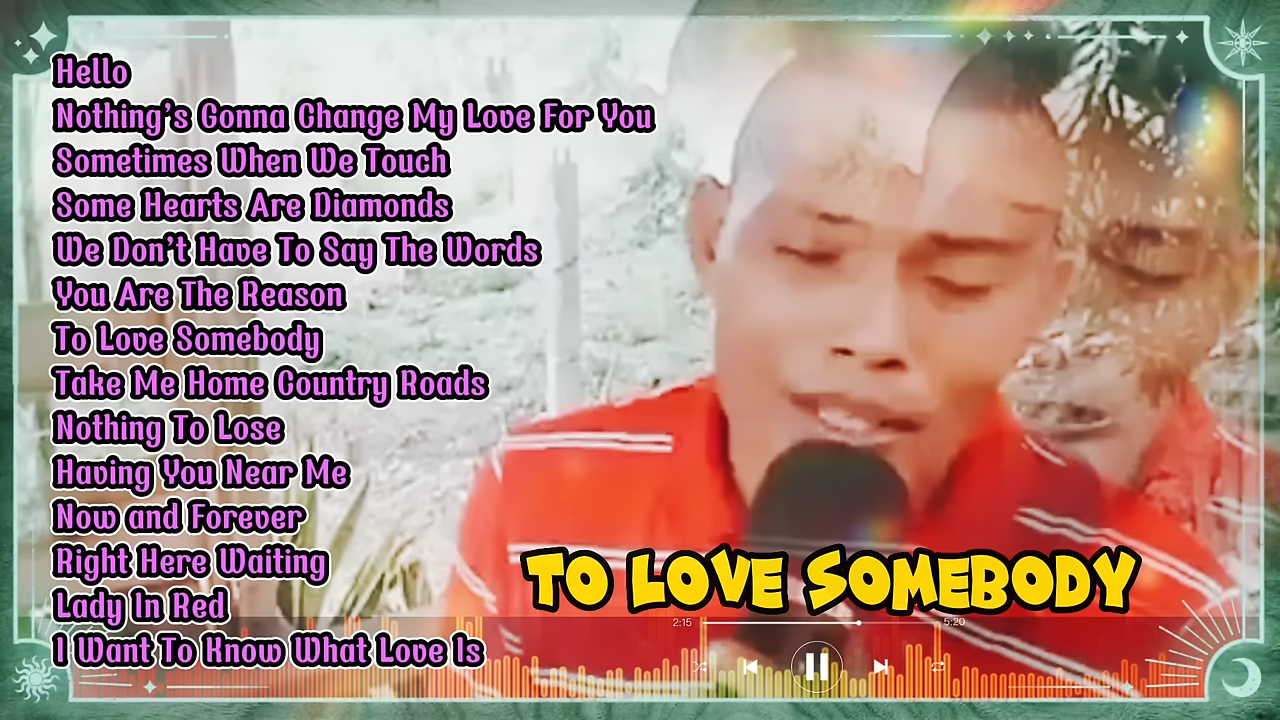 Hello
Nothing's Gonna Change My Love For You
Sometimes When We Touch
Some Hearts Are Diamonds
We Don't Have To Say The Words
You Are The Reason
To Love Somebody
Take Me Home Country Roads
Nothing To Lose
Having You Near Me
Now and Forever
Right Here Waiting
Lady In Red
I Want To Know What Love Is
TO LOVE SOMEBODY
2:15 5:20